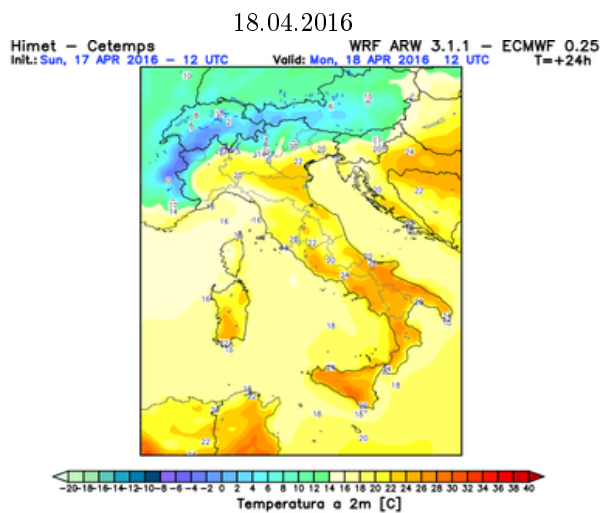 18.04.2016
Himet – Cetemps WRF ARW 3.1.1 – ECMWF 0.25
Init.: Sun, 17 APR 2016 – 12 UTC Valid: Mon, 18 APR 2016 12 UTC T=+24h
-20-18-16-14-12-10-8 -6 -4 -2 0 2 4 6 8 10 12 14 16 18 20 22 24 26 28 30 32 34 36 38 40
Temperatura a 2m [C]